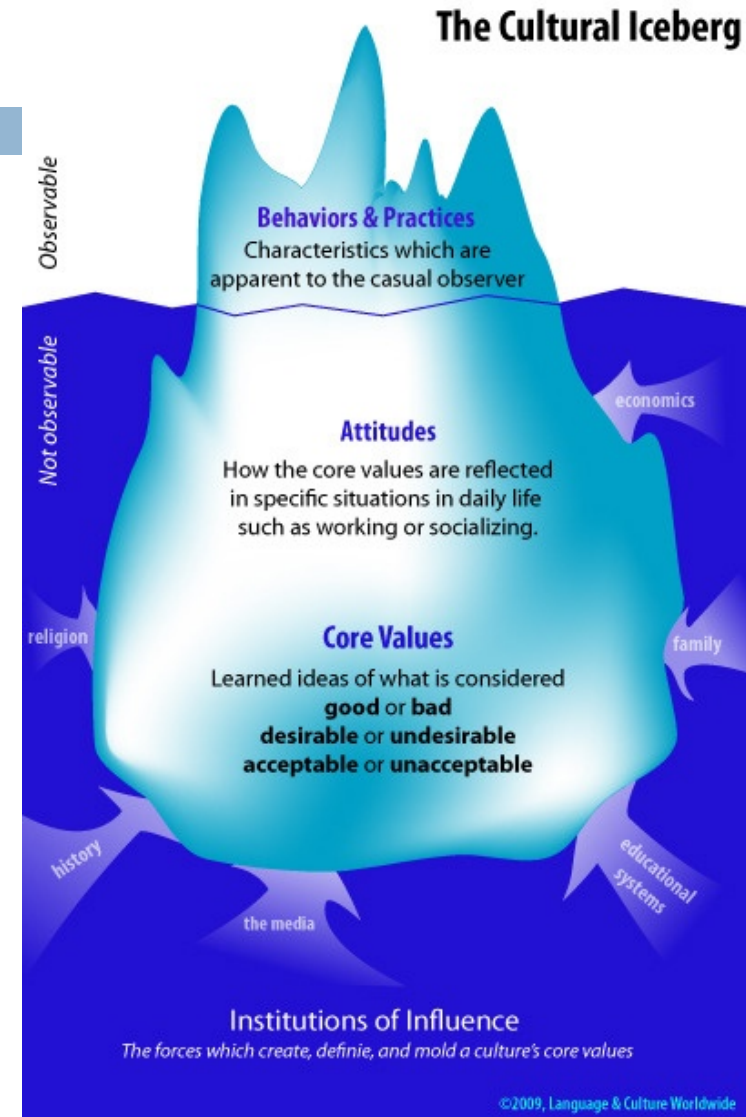 The Cultural Iceberg
Observable
Behaviors & Practices
Characteristics which are
apparent to the casual observer
Not observable
economics
Attitudes
How the core values are reflected
in specific situations in daily life
such as working or socializing.
religion
family
Core Values
Learned ideas of what is considered
good or bad
desirable or undesirable
acceptable or unacceptable
history
the media
educational
systems
Institutions of Influence
The forces which create, definie, and mold a culture's core values
©2009, Language & Culture Worldwide